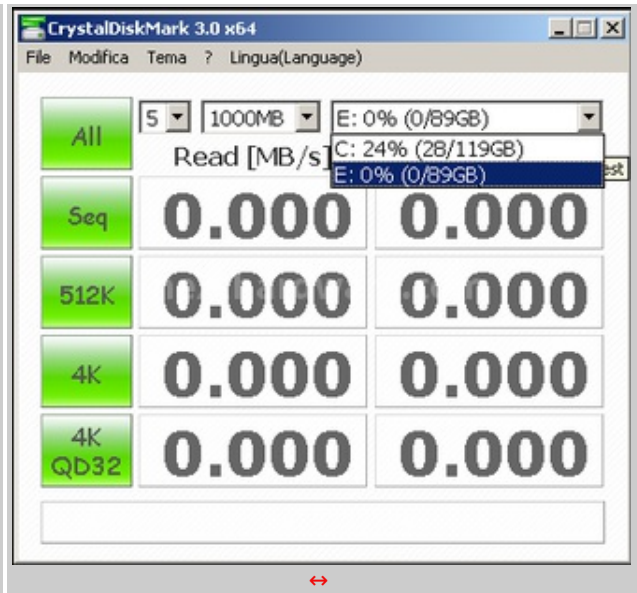 CrystalDiskMark 3.0 x64
File Modifica Tema ? Lingua(Language)
All
5 1000MB E: 0% (0/89GB)
C: 24% (28/119GB)
E: 0% (0/89GB)
Read [MB/s]
Seq 0.000 0.000
512K 0.000 0.000
4K 0.000 0.000
4K
QD32 0.000 0.000